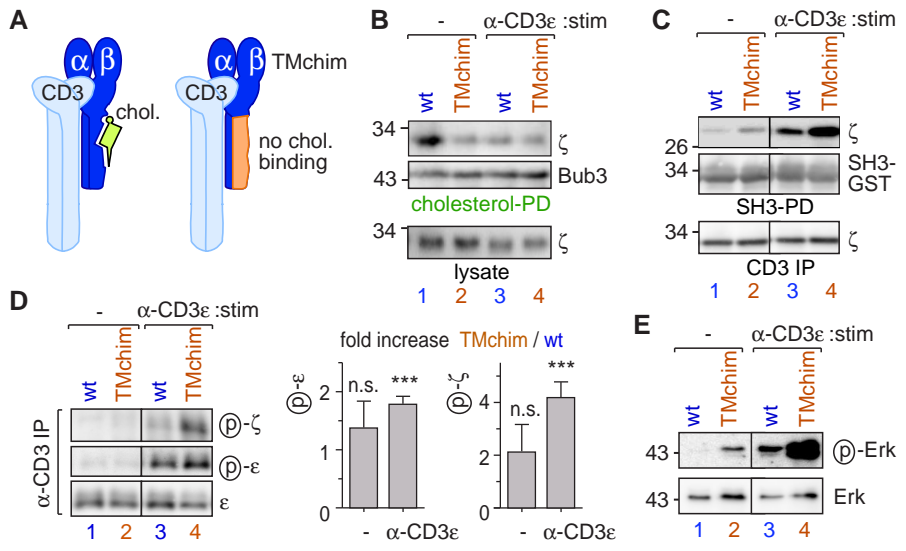 A
α β
CD3
chol.
α β
TMchim
CD3
no chol.
binding
B
- α-CD3ε :stim
wt TMchim wt TMchim
34
ζ
43
Bub3
cholesterol-PD
34
ζ
lysate
1 2 3 4
C
- α-CD3ε :stim
wt TMchim wt TMchim
ζ
26
34
SH3-
GST
SH3-PD
34
ζ
CD3 IP
1 2 3 4
D
- α-CD3ε :stim
wt TMchim wt TMchim
α-CD3 IP
p-ζ
p-ε
ε
1 2 3 4
fold increase TMchim / wt
p-ε
2
1
0
n.s. ***
- α-CD3ε
p-ζ
4
2
0
n.s. ***
- α-CD3ε
E
- α-CD3ε :stim
wt TMchim wt TMchim
43
p-Erk
43
Erk
1 2 3 4